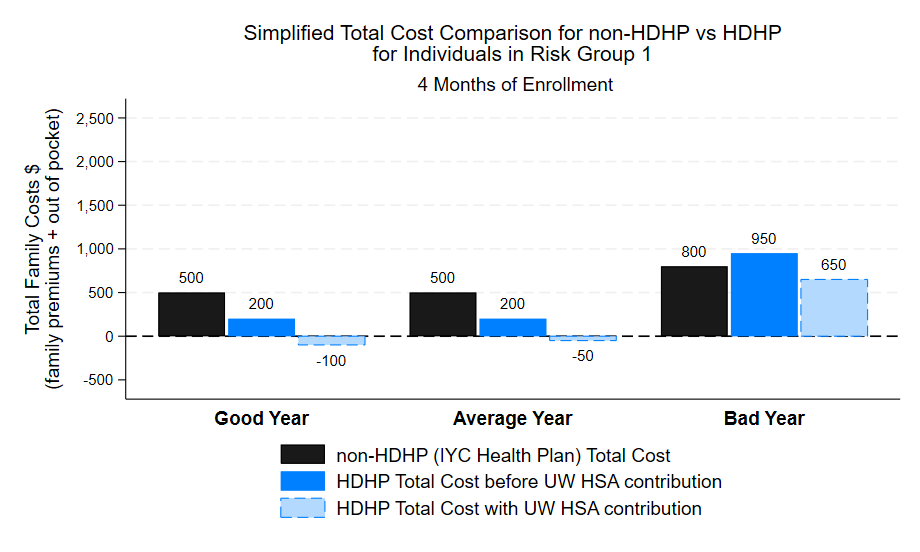 Simplified Total Cost Comparison for non-HDHP vs HDHP
for Individuals in Risk Group 1
4 Months of Enrollment
Total Family Costs $
(family premiums + out of pocket)
2,500
2,000
1,500
1,000
500
0
-500
500
200
-100
500
200
-50
800
950
650
Good Year
Average Year
Bad Year
non-HDHP (IYC Health Plan) Total Cost
HDHP Total Cost before UW HSA contribution
HDHP Total Cost with UW HSA contribution